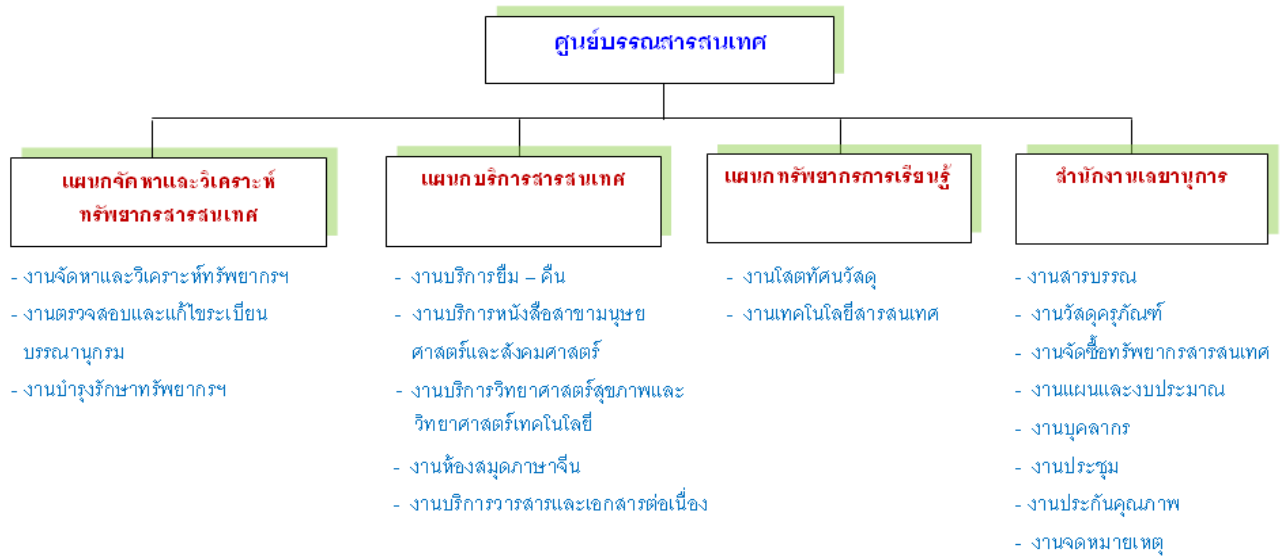 ศูนย์บรรณสารสนเทศ
แผนกจัดหาและวิเคราะห์
ทรัพยากรสารสนเทศ
- งานจัดหาและวิเคราะห์ทรัพยากรฯ
- งานตรวจสอบและแก้ไขระเบียน
บรรณานุกรม
- งานบำรุงรักษาทรัพยากรฯ
แผนกบริการสารสนเทศ
- งานบริการยืม – คืน
- งานบริการหนังสือสาขามนุษย
ศาสตร์และสังคมศาสตร์
- งานบริการวิทยาศาสตร์สุขภาพและ
วิทยาศาสตร์เทคโนโลยี
- งานห้องสมุดภาษาจีน
- งานบริการวารสารและเอกสารต่อเนื่อง
แผนกทรัพยากรการเรียนรู้
- งานโสตทัศนวัสดุ
- งานเทคโนโลยีสารสนเทศ
สำนักงานเลขานุการ
- งานสารบรรณ
- งานวัสดุครุภัณฑ์
- งานจัดซื้อทรัพยากรสารสนเทศ
- งานแผนและงบประมาณ
- งานบุคลากร
- งานประชุม
- งานประกันคุณภาพ
- งานจดหมายเหตุ